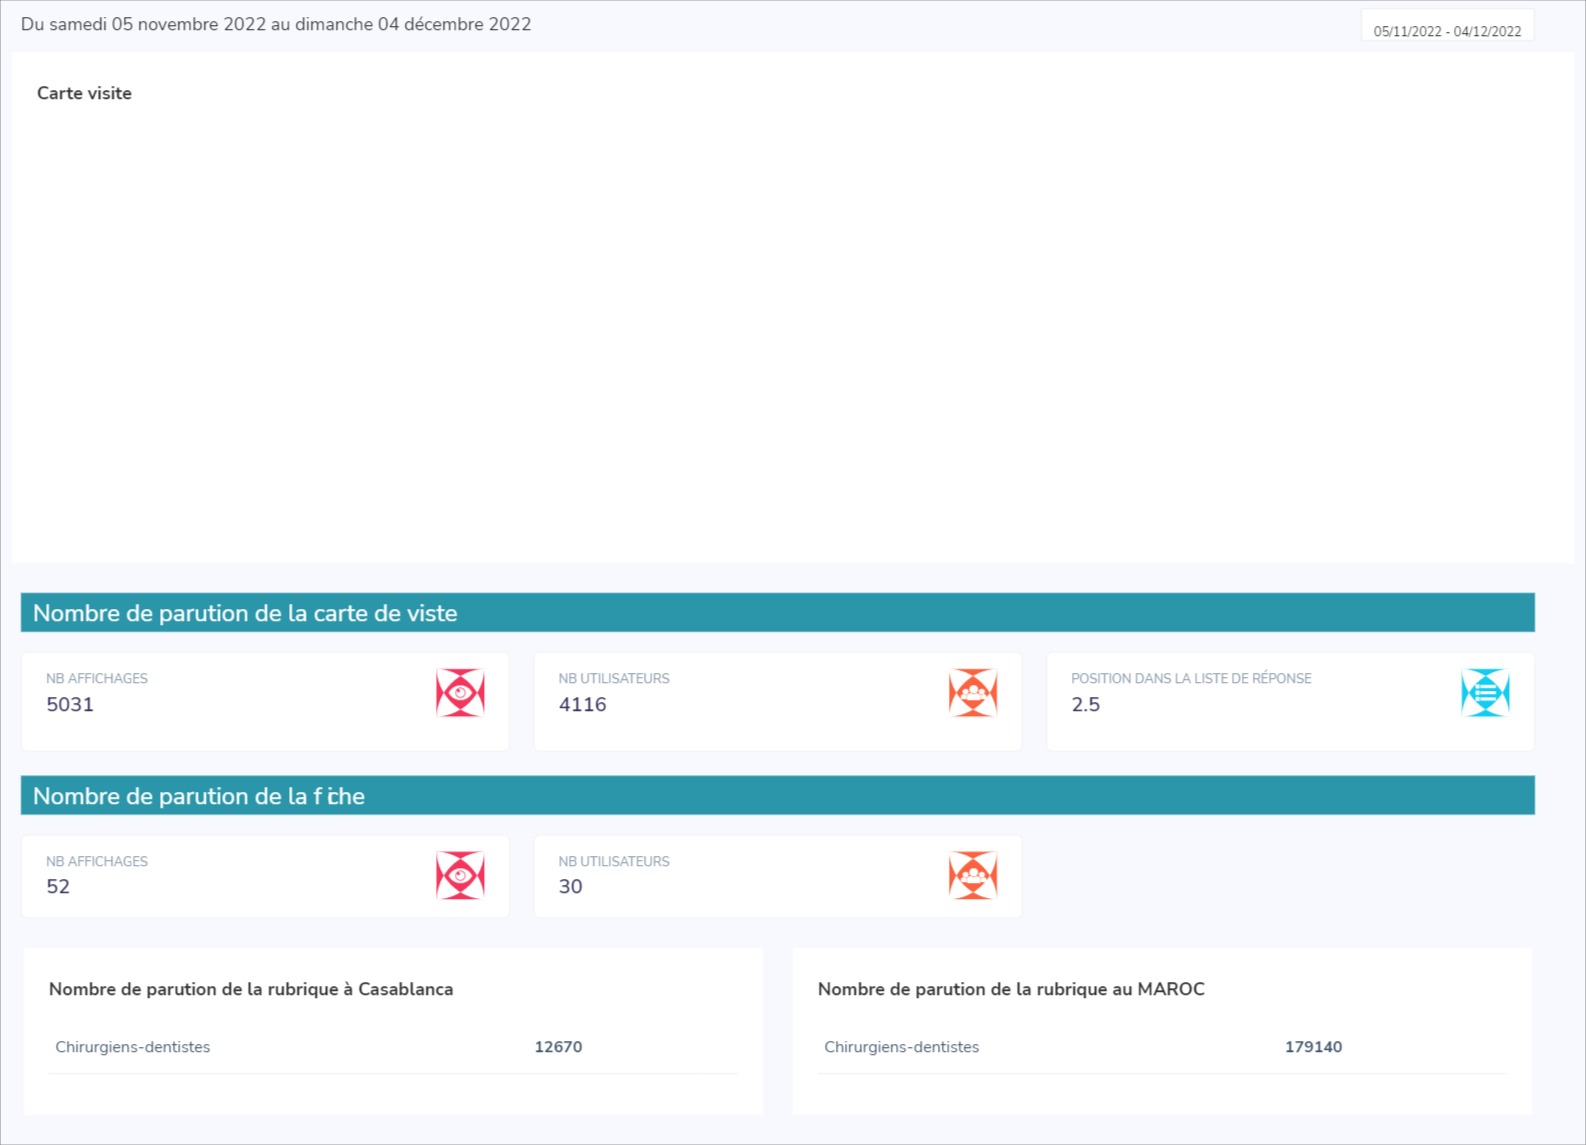 Du samedi 05 novembre 2022 au dimanche 04 décembre 2022
05/11/2022 - 04/12/2022
Carte visite
Nombre de parution de la carte de viste
NB AFFICHAGES
5031
NB UTILISATEURS
4116
POSITION DANS LA LISTE DE RÉPONSE
2.5
Nombre de parution de la fiche
NB AFFICHAGES
52
NB UTILISATEURS
30
Nombre de parution de la rubrique à Casablanca
Chirurgiens-dentistes 12670
Nombre de parution de la rubrique au MAROC
Chirurgiens-dentistes 179140